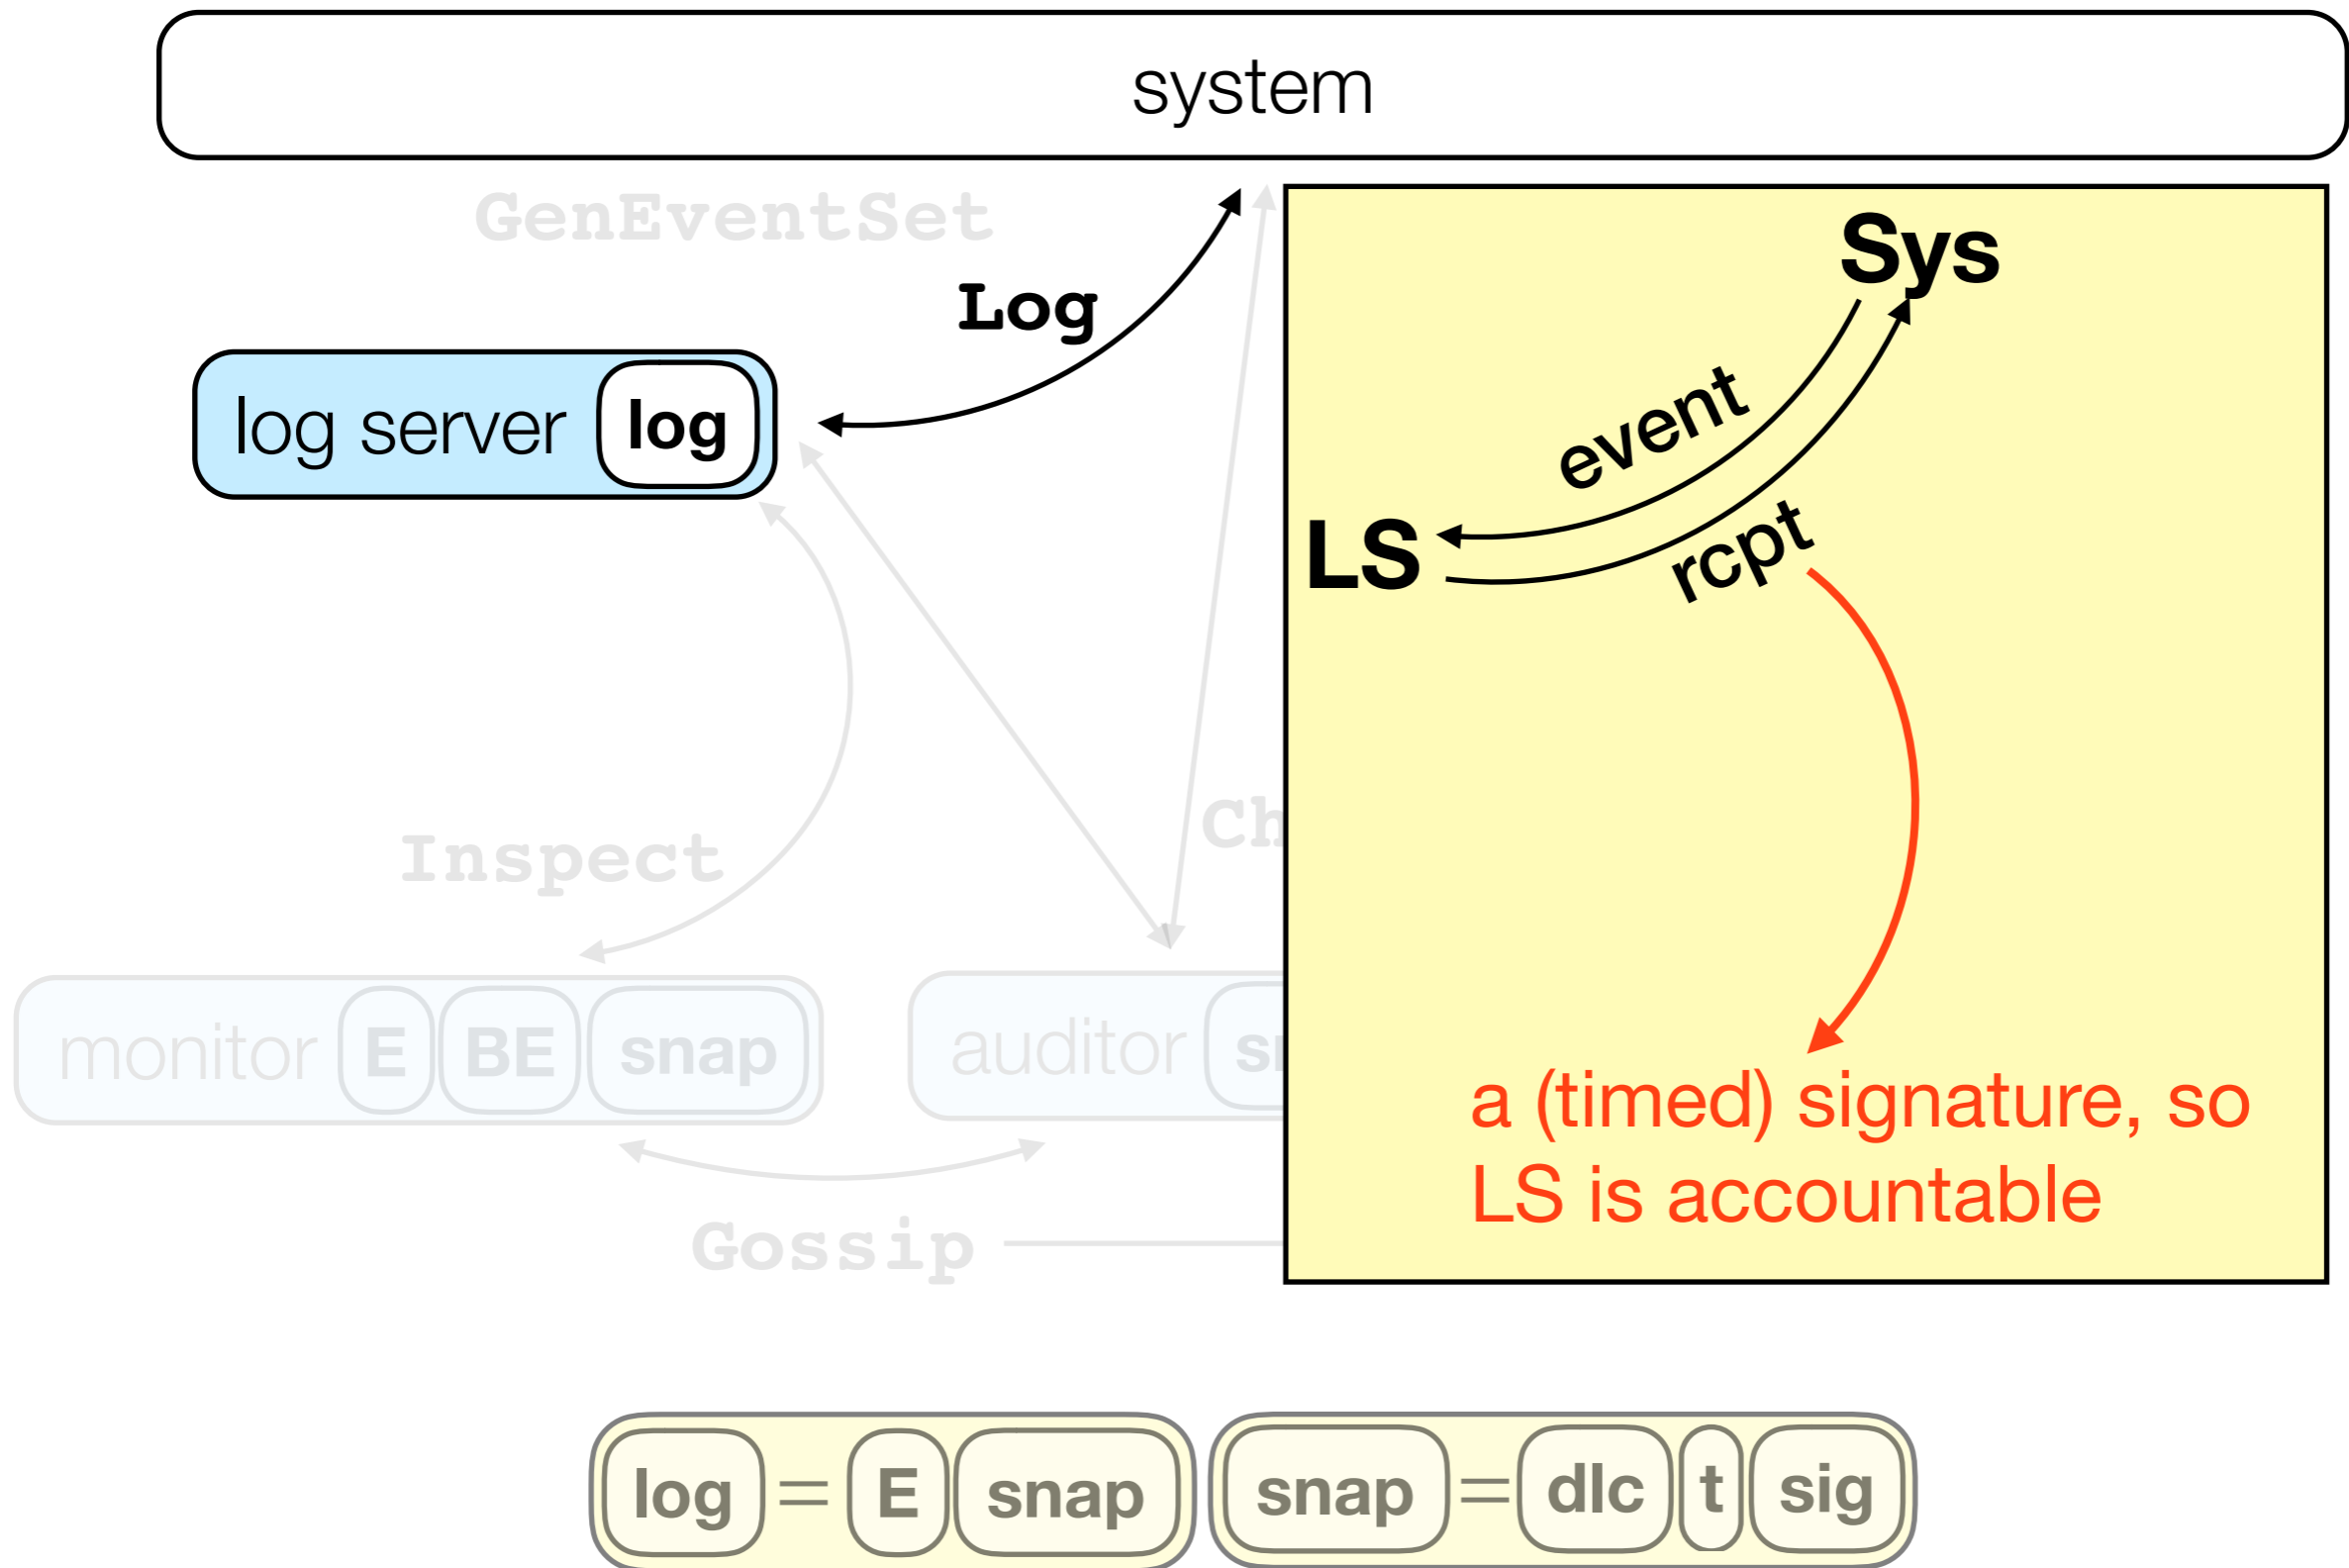 system
GenEventSet
Log
Sys
event
log server log
LS
rcpt
Inspect
Ch
monitor E BE snap
auditor
a (timed) signature, so
LS is accountable
Gossip
log = E snap
snap = dlc t sig